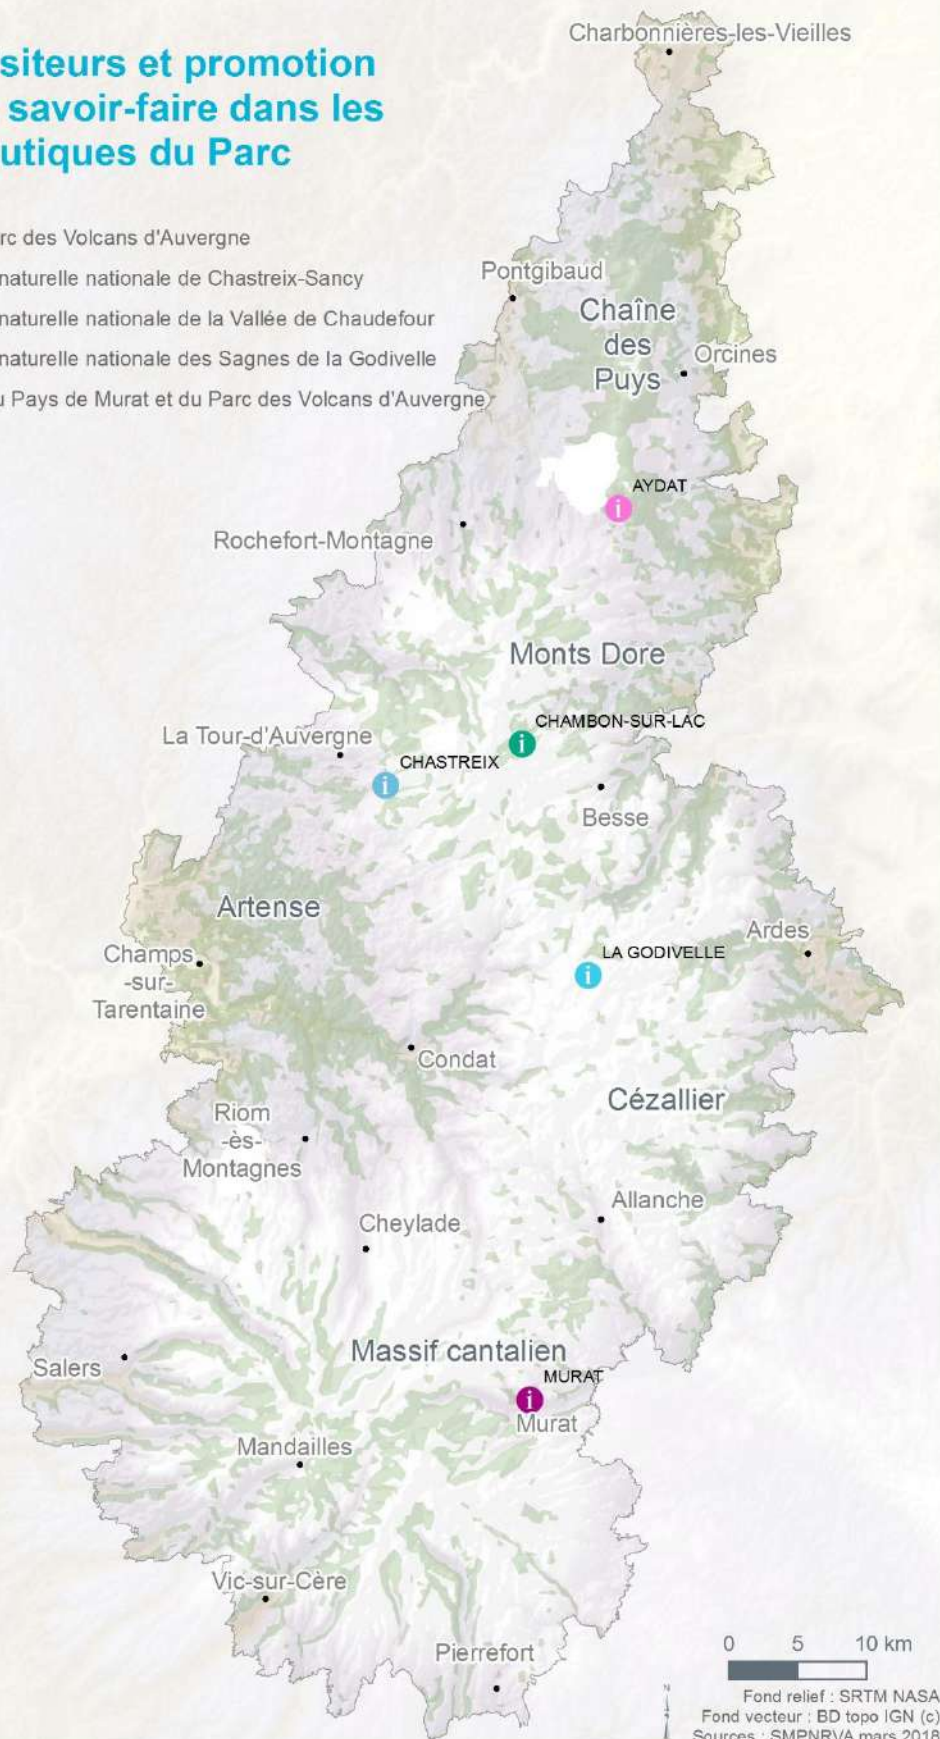 siteurs et promotion
savoir-faire dans les
utiques du Parc
rc des Volcans d'Auvergne
naturelle nationale de Chastreix-Sancy
naturelle nationale de la Vallée de Chaudefour
naturelle nationale des Sagnes de la Godivelle
u Pays de Murat et du Parc des Volcans d'Auvergne
Charbonnières-les-Vieilles
Pontgibaud
Chaîne
des
Puys
Orcines
AYDAT
i
Rochefort-Montagne
Monts Dore
CHAMBON-SUR-LAC
i
La Tour-d'Auvergne
CHASTREIX
i
Besse
Artense
Ardes
LA GODIVELLE
i
Champs
-sur-
Tarentaine
Condat
Cézallier
Riom
-ès-
Montagnes
Allanche
Cheylade
Massif cantalien
Salers
MURAT
i
Murat
Mandailles
Vic-sur-Cère
Pierrefort
0 5 10 km
N
Fond relief : SRTM NASA
Fond vecteur : BD topo IGN (c)
Sources : SMPNRVA mars 2018